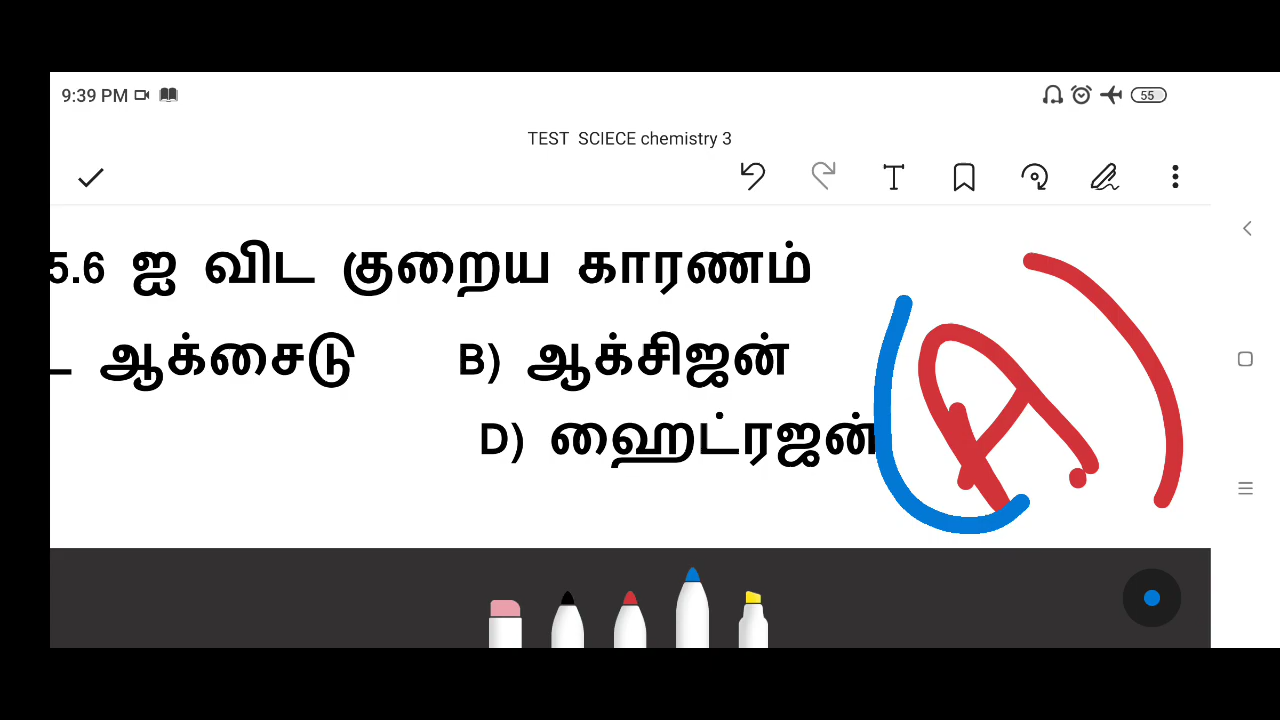 9:39 PM
55
TEST SCIECE chemistry 3
5.6 ஐ விட குறைய காரணம்
ஆக்சைடு B) ஆக்சிஜன்
D) ஹைட்ரஜன்
A